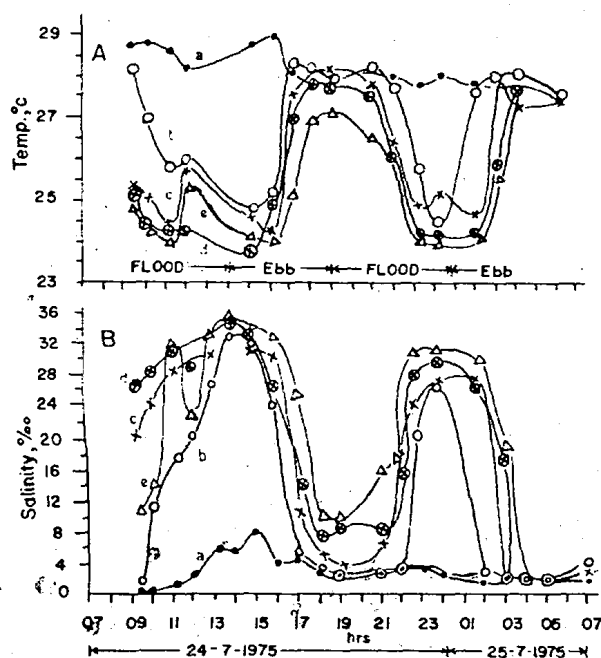 A
29
27
25
23
Temp., °C
a
b
c
e
d
FLOOD Ebb FLOOD Ebb
B
36
32
28
24
20
16
12
8
4
0
Salinity, ‰
c
e
b
a
07 09 11 13 15 17 19 21 23 01 03 05 07
hrs
24-7-1975 25-7-1975